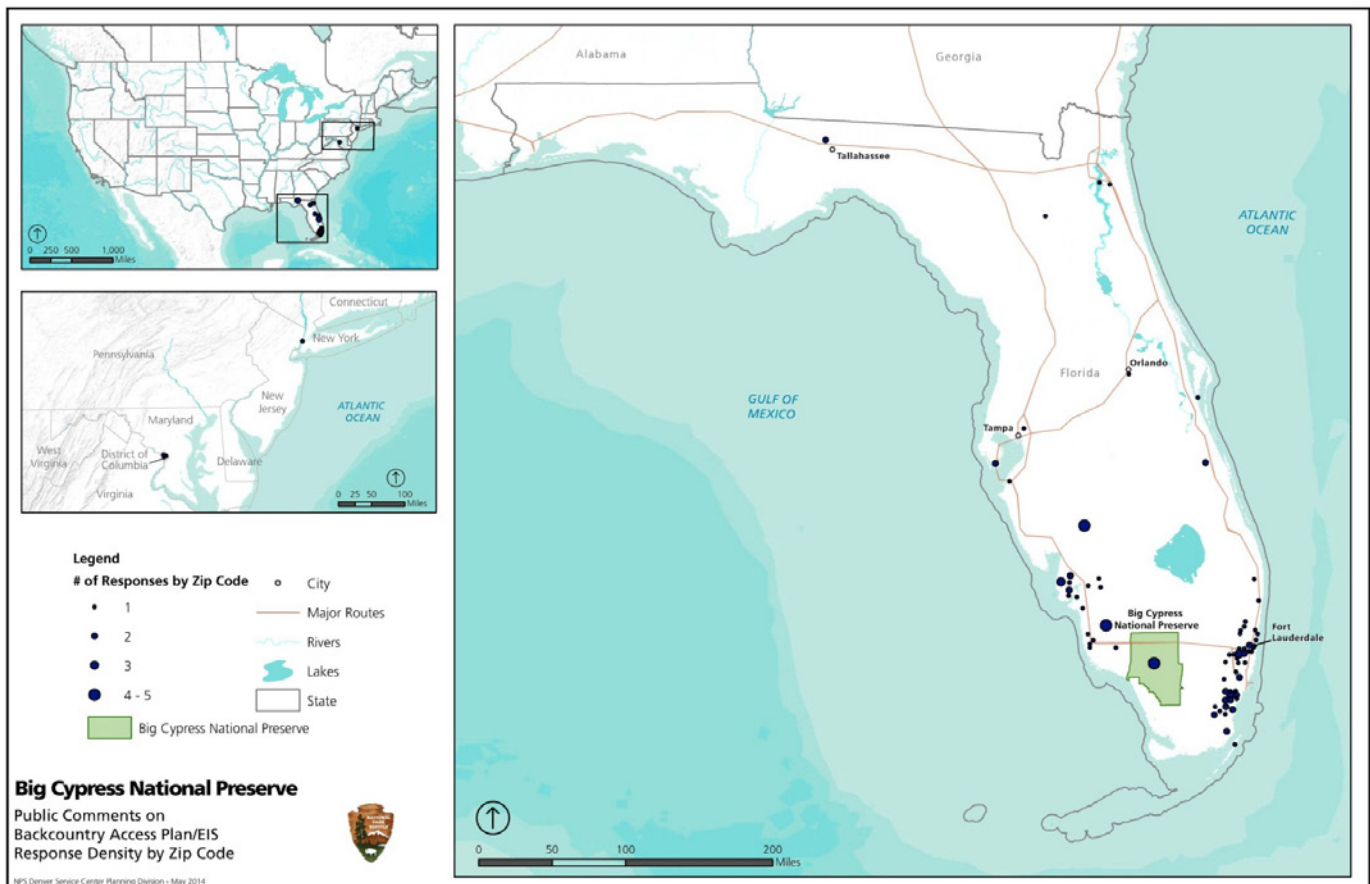 0 250 500 1,000
Miles
Pennsylvania
Connecticut
New York
New
Jersey
ATLANTIC
OCEAN
Maryland
West
Virginia
District of
Columbia
Delaware
Virginia
0 25 50 100
Miles
Legend
# of Responses by Zip Code
1
2
3
4 - 5
City
Major Routes
Rivers
Lakes
State
Big Cypress National Preserve
Big Cypress National Preserve
Public Comments on
Backcountry Access Plan/EIS
Response Density by Zip Code
NATIONAL
PARK
SERVICE
NPS Denver Service Center Planning Division - May 2014
Alabama
Georgia
Tallahassee
ATLANTIC
OCEAN
Orlando
Florida
GULF OF
MEXICO
Tampa
Big Cypress
National Preserve
Fort
Lauderdale
0 50 100 200
Miles